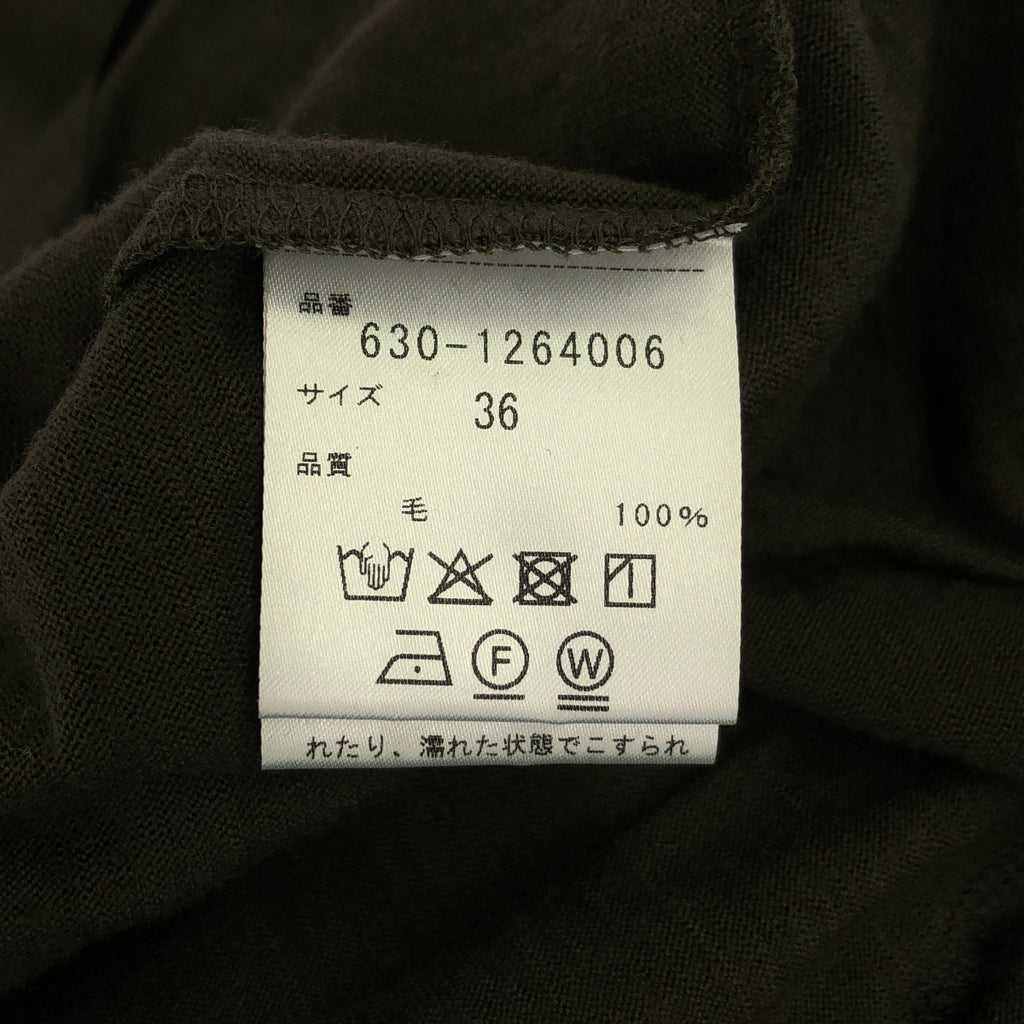 品番
630-1264006
サイズ 36
品質
毛 100%
F W
れたり、濡れた状態でこすられ